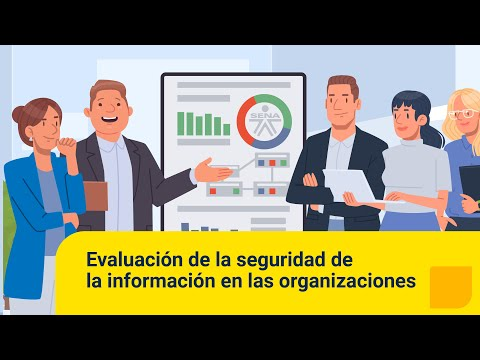 SENA
Evaluación de la seguridad de
la información en las organizaciones